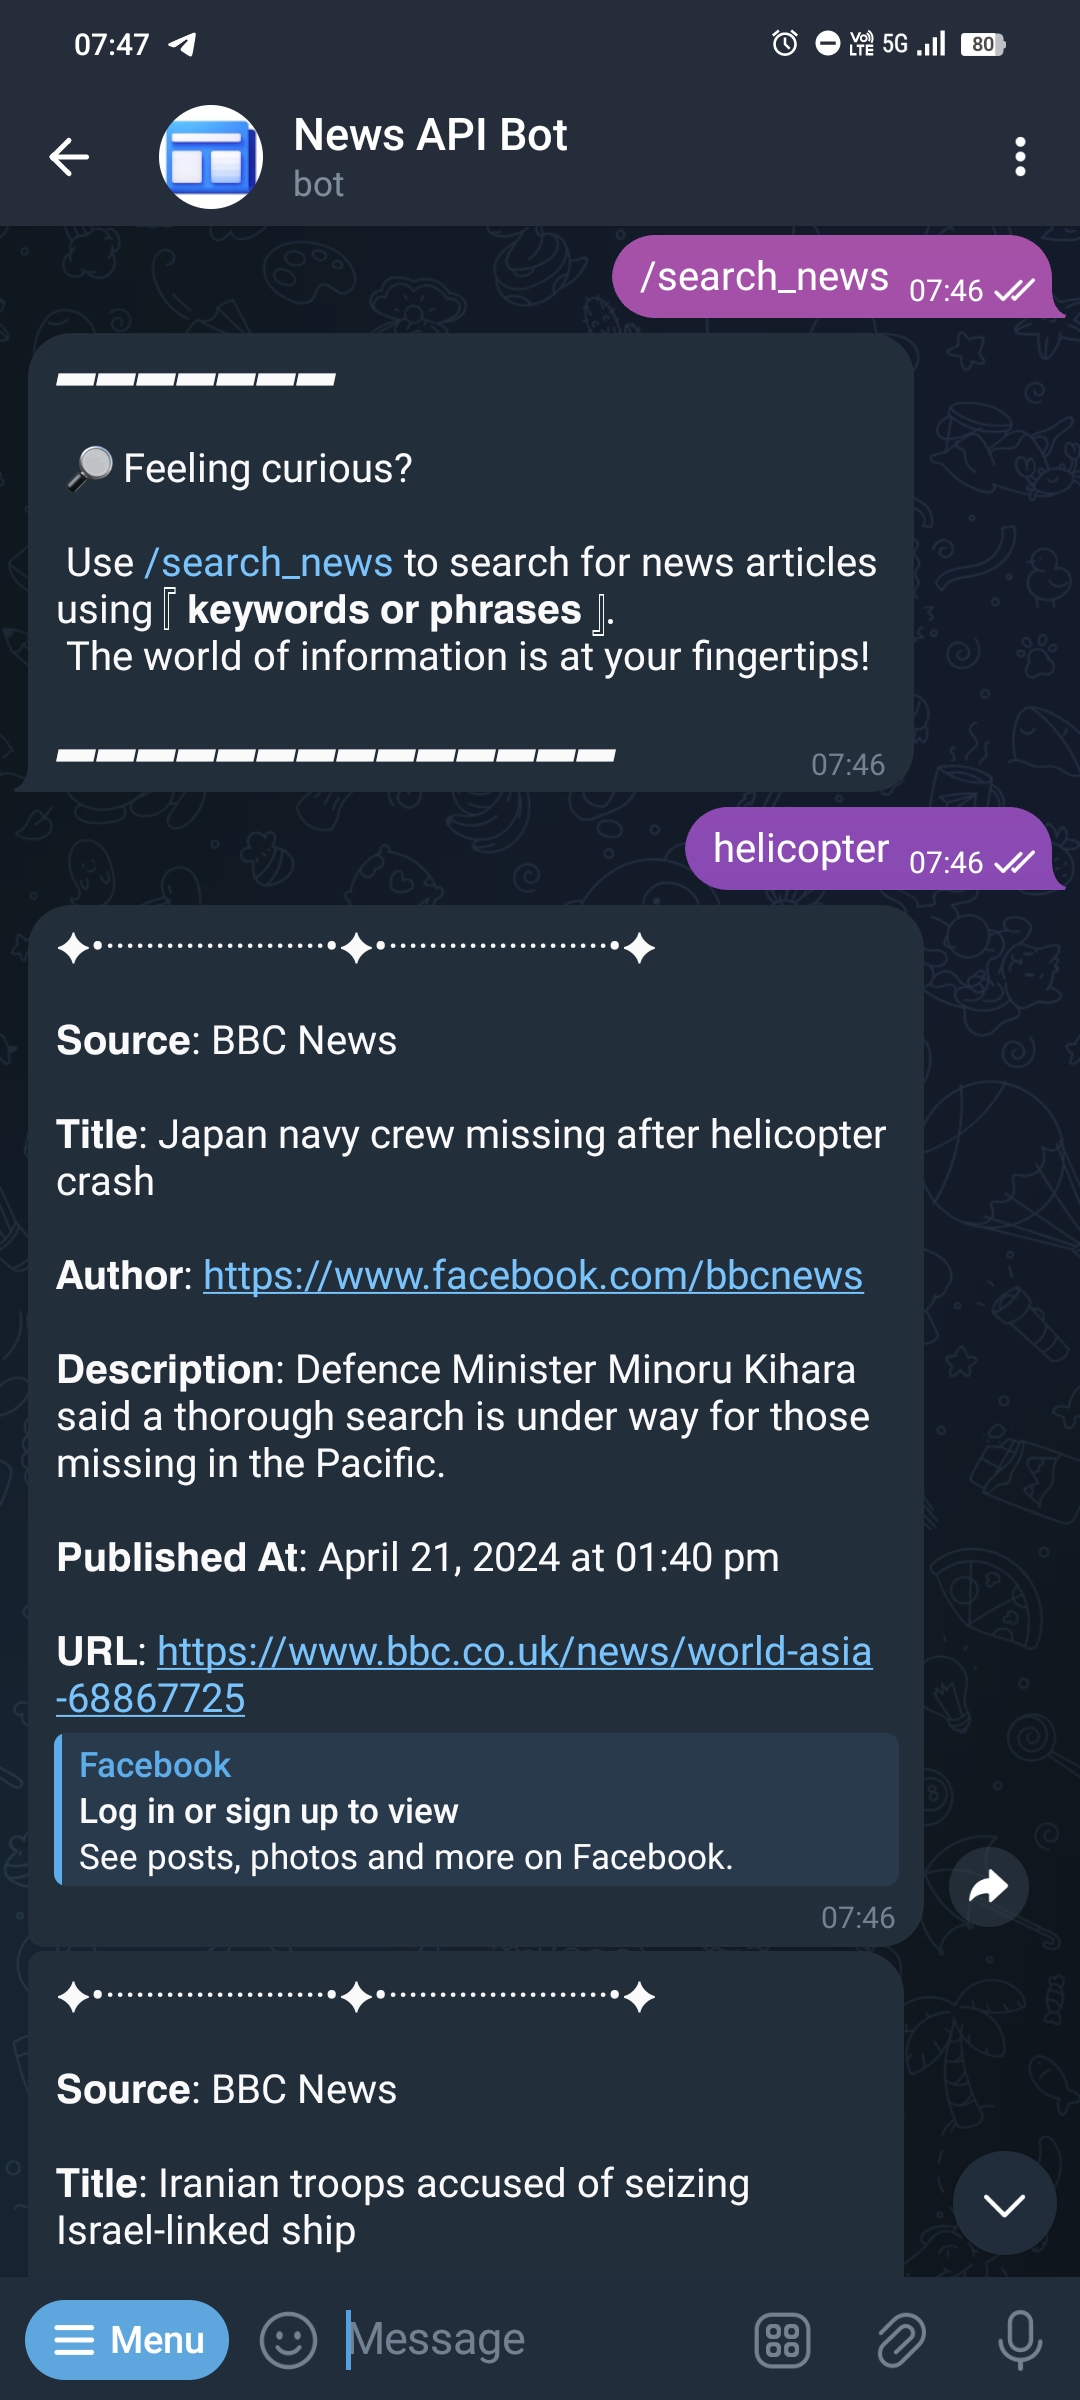 07:47
VoLTE 5G 80
News API Bot
bot
/search_news 07:46
Feeling curious?
Use /search_news to search for news articles
using『 keywords or phrases 』.
The world of information is at your fingertips!
07:46
helicopter 07:46
Source: BBC News
Title: Japan navy crew missing after helicopter
crash
Author: https://www.facebook.com/bbcnews
Description: Defence Minister Minoru Kihara
said a thorough search is under way for those
missing in the Pacific.
Published At: April 21, 2024 at 01:40 pm
URL: https://www.bbc.co.uk/news/world-asia
-68867725
Facebook
Log in or sign up to view
See posts, photos and more on Facebook.
07:46
Source: BBC News
Title: Iranian troops accused of seizing
Israel-linked ship
Menu
Message